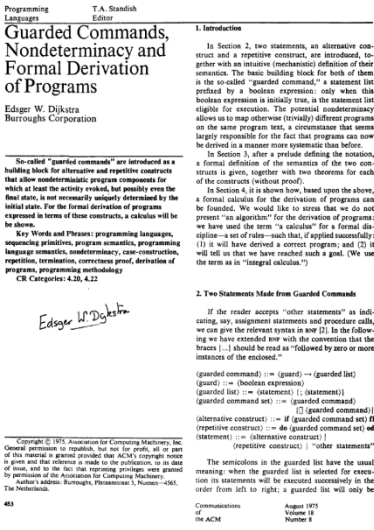 Programming
Languages
T.A. Standish
Editor
Guarded Commands,
Nondeterminacy and
Formal Derivation
of Programs
Edsger W. Dijkstra
Burroughs Corporation
So-called "guarded commands" are introduced as a
building block for alternative and repetitive constructs
that allow nondeterministic program components for
which at least the activity evoked, but possibly even the
final state, is not necessarily uniquely determined by the
initial state. For the formal derivation of programs
expressed in terms of these constructs, a calculus will be
be shown.
Key Words and Phrases: programming languages,
sequencing primitives, program semantics, programming
language semantics, nondeterminacy, case-construction,
repetition, termination, correctness proof, derivation of
programs, programming methodology
CR Categories: 4.20, 4.22
Edsger W. Dijkstra
Copyright © 1975, Association for Computing Machinery, Inc.
General permission to republish, but not for profit, all or part
of this material is granted provided that ACM's copyright notice
is given and that reference is made to the publication, to its date
of issue, and to the fact that reprinting privileges were granted
by permission of the Association for Computing Machinery.
Author's address: Burroughs, Plataanstraat 5, Nuenen—4565,
The Netherlands.
453
1. Introduction
In Section 2, two statements, an alternative con-
struct and a repetitive construct, are introduced, to-
gether with an intuitive (mechanistic) definition of their
semantics. The basic building block for both of them
is the so-called "guarded command," a statement list
prefixed by a boolean expression: only when this
boolean expression is initially true, is the statement list
eligible for execution. The potential nondeterminacy
allows us to map otherwise (trivially) different programs
on the same program text, a circumstance that seems
largely responsible for the fact that programs can now
be derived in a manner more systematic than before.
In Section 3, after a prelude defining the notation,
a formal definition of the semantics of the two con-
structs is given, together with two theorems for each
of the constructs (without proof).
In Section 4, it is shown how, based upon the above,
a formal calculus for the derivation of programs can
be founded. We would like to stress that we do not
present "an algorithm" for the derivation of programs:
we have used the term "a calculus" for a formal dis-
cipline—a set of rules—such that, if applied successfully:
(1) it will have derived a correct program; and (2) it
will tell us that we have reached such a goal. (We use
the term as in "integral calculus.")
2. Two Statements Made from Guarded Commands
If the reader accepts "other statements" as indi-
cating, say, assignment statements and procedure calls,
we can give the relevant syntax in BNF [2]. In the follow-
ing we have extended BNF with the convention that the
braces {...} should be read as "followed by zero or more
instances of the enclosed."
⟨guarded command⟩ ::= ⟨guard⟩ → ⟨guarded list⟩
⟨guard⟩ ::= ⟨boolean expression⟩
⟨guarded list⟩ ::= ⟨statement⟩ {; ⟨statement⟩}
⟨guarded command set⟩ ::= ⟨guarded command⟩
{▯ ⟨guarded command⟩}
⟨alternative construct⟩ ::= if ⟨guarded command set⟩ fi
⟨repetitive construct⟩ ::= do ⟨guarded command set⟩ od
⟨statement⟩ ::= ⟨alternative construct⟩ |
⟨repetitive construct⟩ | "other statements"
The semicolons in the guarded list have the usual
meaning: when the guarded list is selected for execu-
tion its statements will be executed successively in the
order from left to right; a guarded list will only be
Communications
of
the ACM
August 1975
Volume 18
Number 8